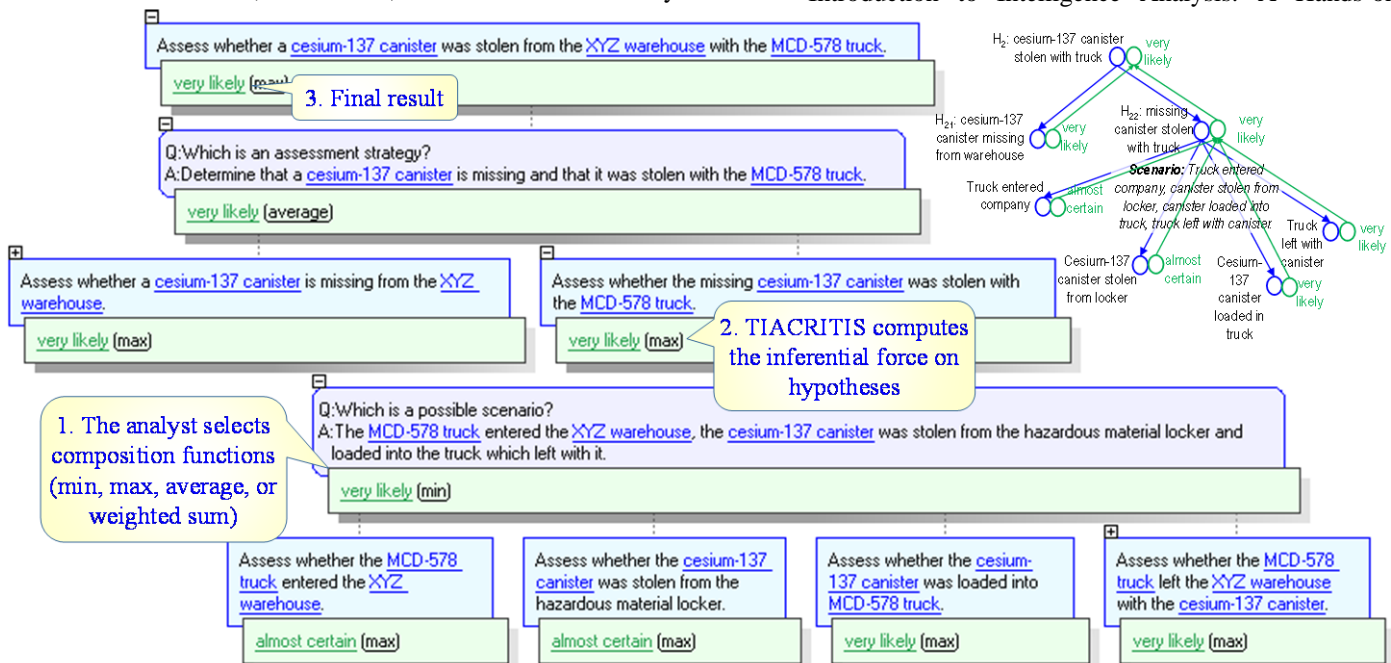 Introduction to Intelligence Analysis: A Hands-on
Assess whether a cesium-137 canister was stolen from the XYZ warehouse with the MCD-578 truck.
very likely (max)
3. Final result
Q:Which is an assessment strategy?
A:Determine that a cesium-137 canister is missing and that it was stolen with the MCD-578 truck.
very likely (average)
Assess whether a cesium-137 canister is missing from the XYZ
warehouse.
very likely (max)
Assess whether the missing cesium-137 canister was stolen with
the MCD-578 truck.
very likely (max)
2. TIACRITIS computes
the inferential force on
hypotheses
1. The analyst selects
composition functions
(min, max, average, or
weighted sum)
Q:Which is a possible scenario?
A:The MCD-578 truck entered the XYZ warehouse, the cesium-137 canister was stolen from the hazardous material locker and
loaded into the truck which left with it.
very likely (min)
Assess whether the MCD-578
truck entered the XYZ
warehouse.
almost certain (max)
Assess whether the cesium-137
canister was stolen from the
hazardous material locker.
almost certain (max)
Assess whether the cesium-
137 canister was loaded into
MCD-578 truck.
very likely (max)
Assess whether the MCD-578
truck left the XYZ warehouse
with the cesium-137 canister.
very likely (max)
H2: cesium-137 canister
stolen with truck
very
likely
H21: cesium-137
canister missing
from warehouse
very
likely
H22: missing
canister stolen
with truck
very
likely
Scenario: Truck entered
company, canister stolen from
locker, canister loaded into
truck, truck left with canister.
Truck entered
company
almost
certain
Cesium-137
canister stolen
from locker
almost
certain
Cesium-
137
canister
loaded in
truck
very
likely
Truck
left with
canister
very
likely